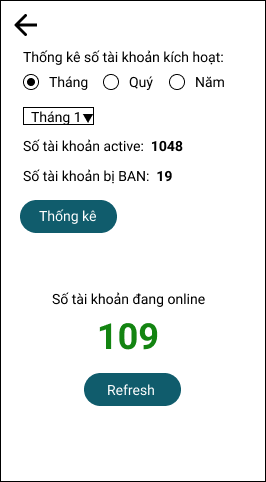 Thống kê số tài khoản kích hoạt:
Tháng Quý Năm
Tháng 1
Số tài khoản active: 1048
Số tài khoản bị BAN: 19
Thống kê
Số tài khoản đang online
109
Refresh